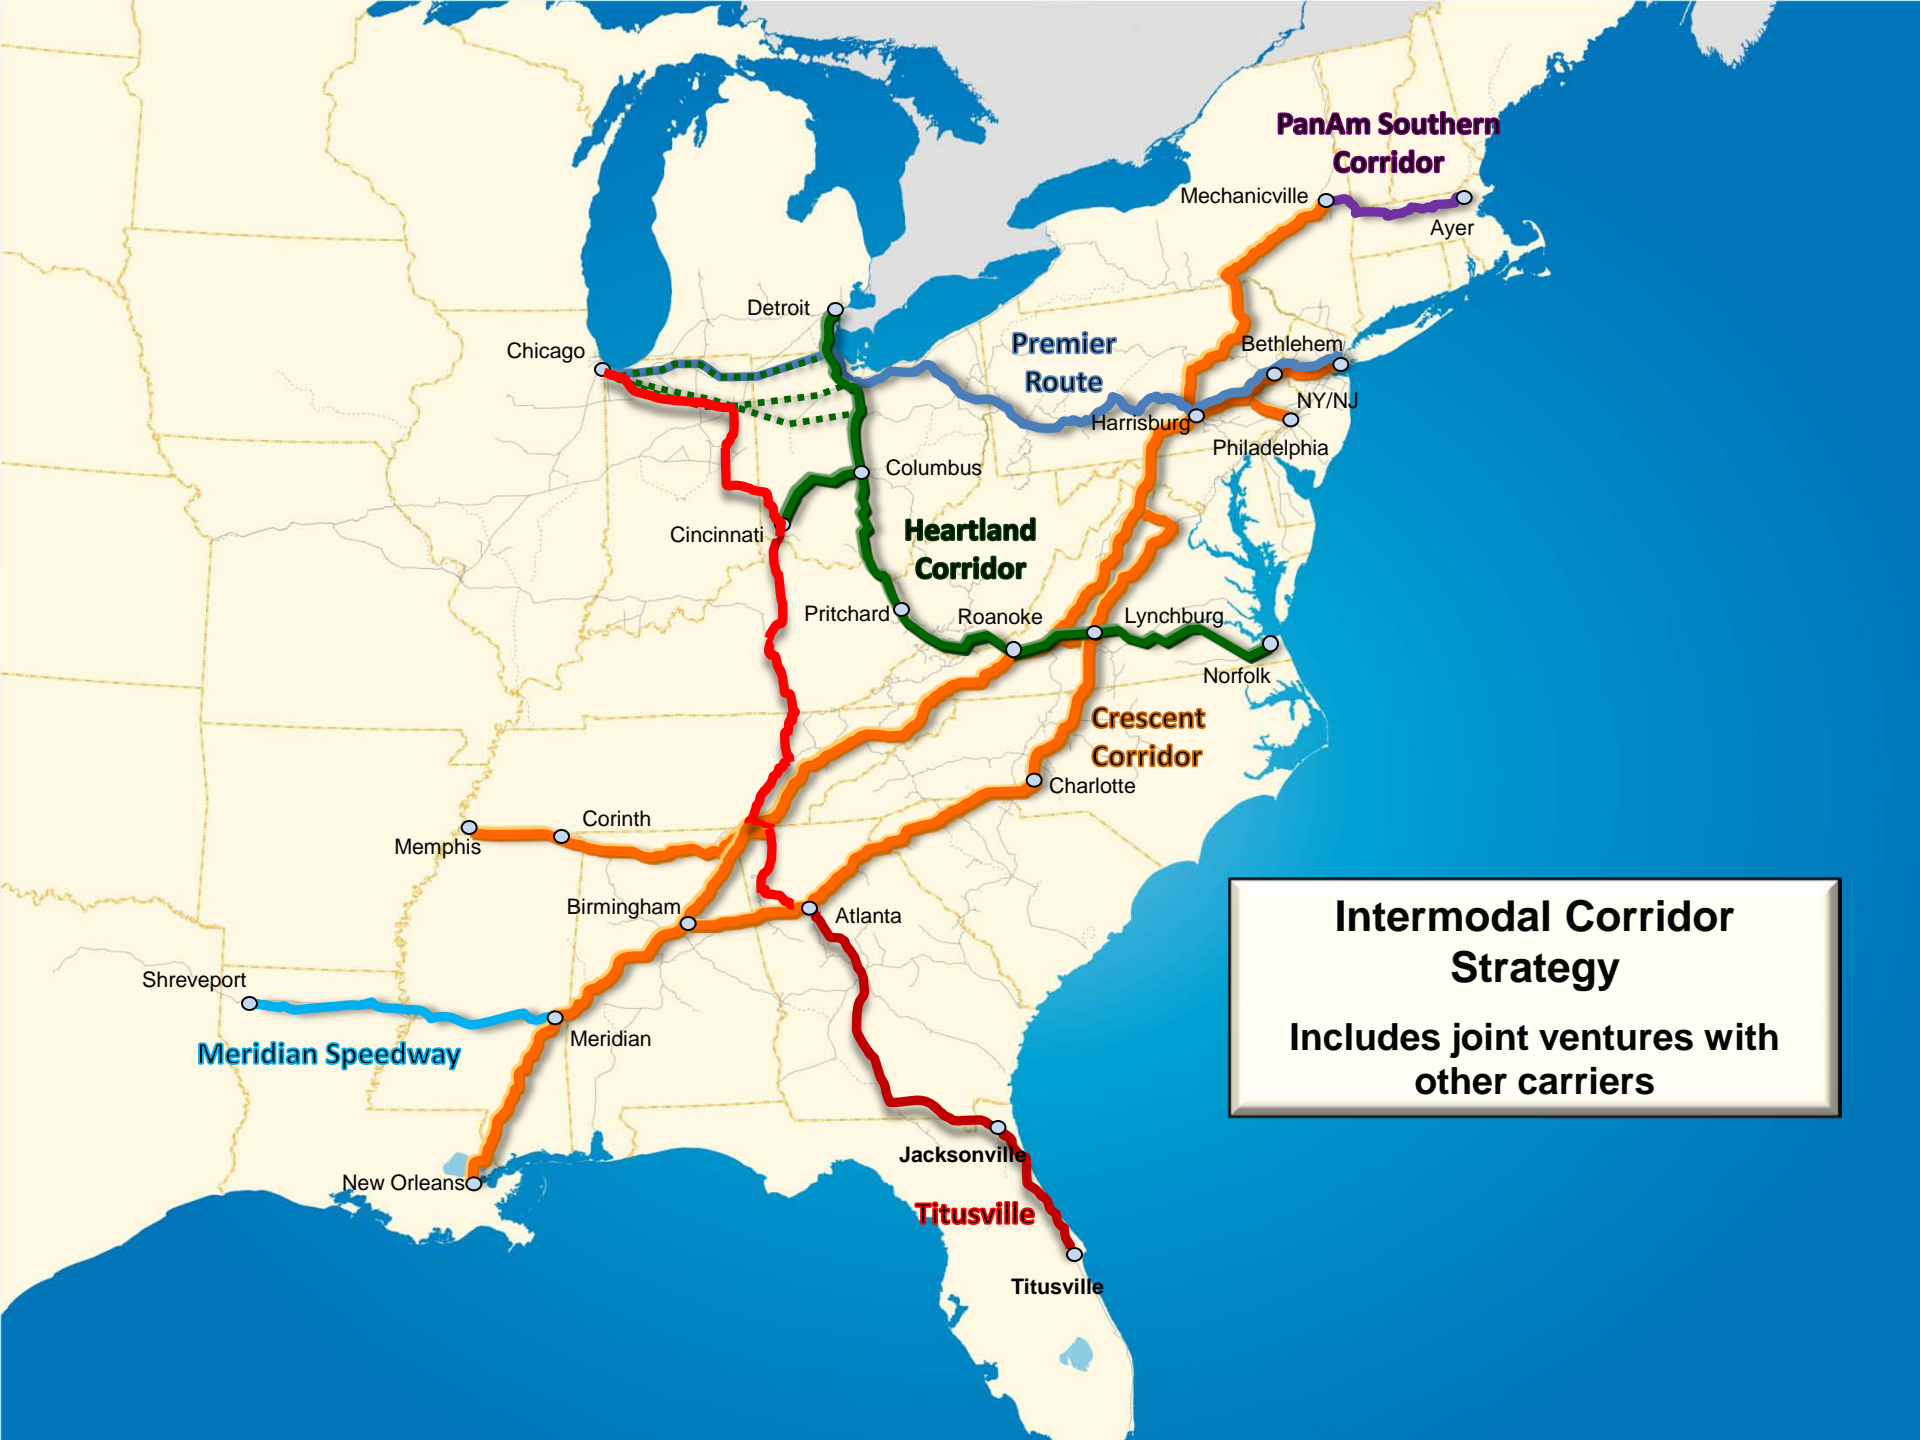 PanAm Southern
Corridor
Mechanicville
Ayer
Detroit
Chicago
Premier
Route
Bethlehem
NY/NJ
Harrisburg
Philadelphia
Columbus
Cincinnati
Heartland
Corridor
Pritchard
Roanoke
Lynchburg
Norfolk
Crescent
Corridor
Charlotte
Corinth
Memphis
Birmingham
Atlanta
Shreveport
Meridian
Meridian Speedway
New Orleans
Jacksonville
Titusville
Titusville
Intermodal Corridor
Strategy
Includes joint ventures with
other carriers